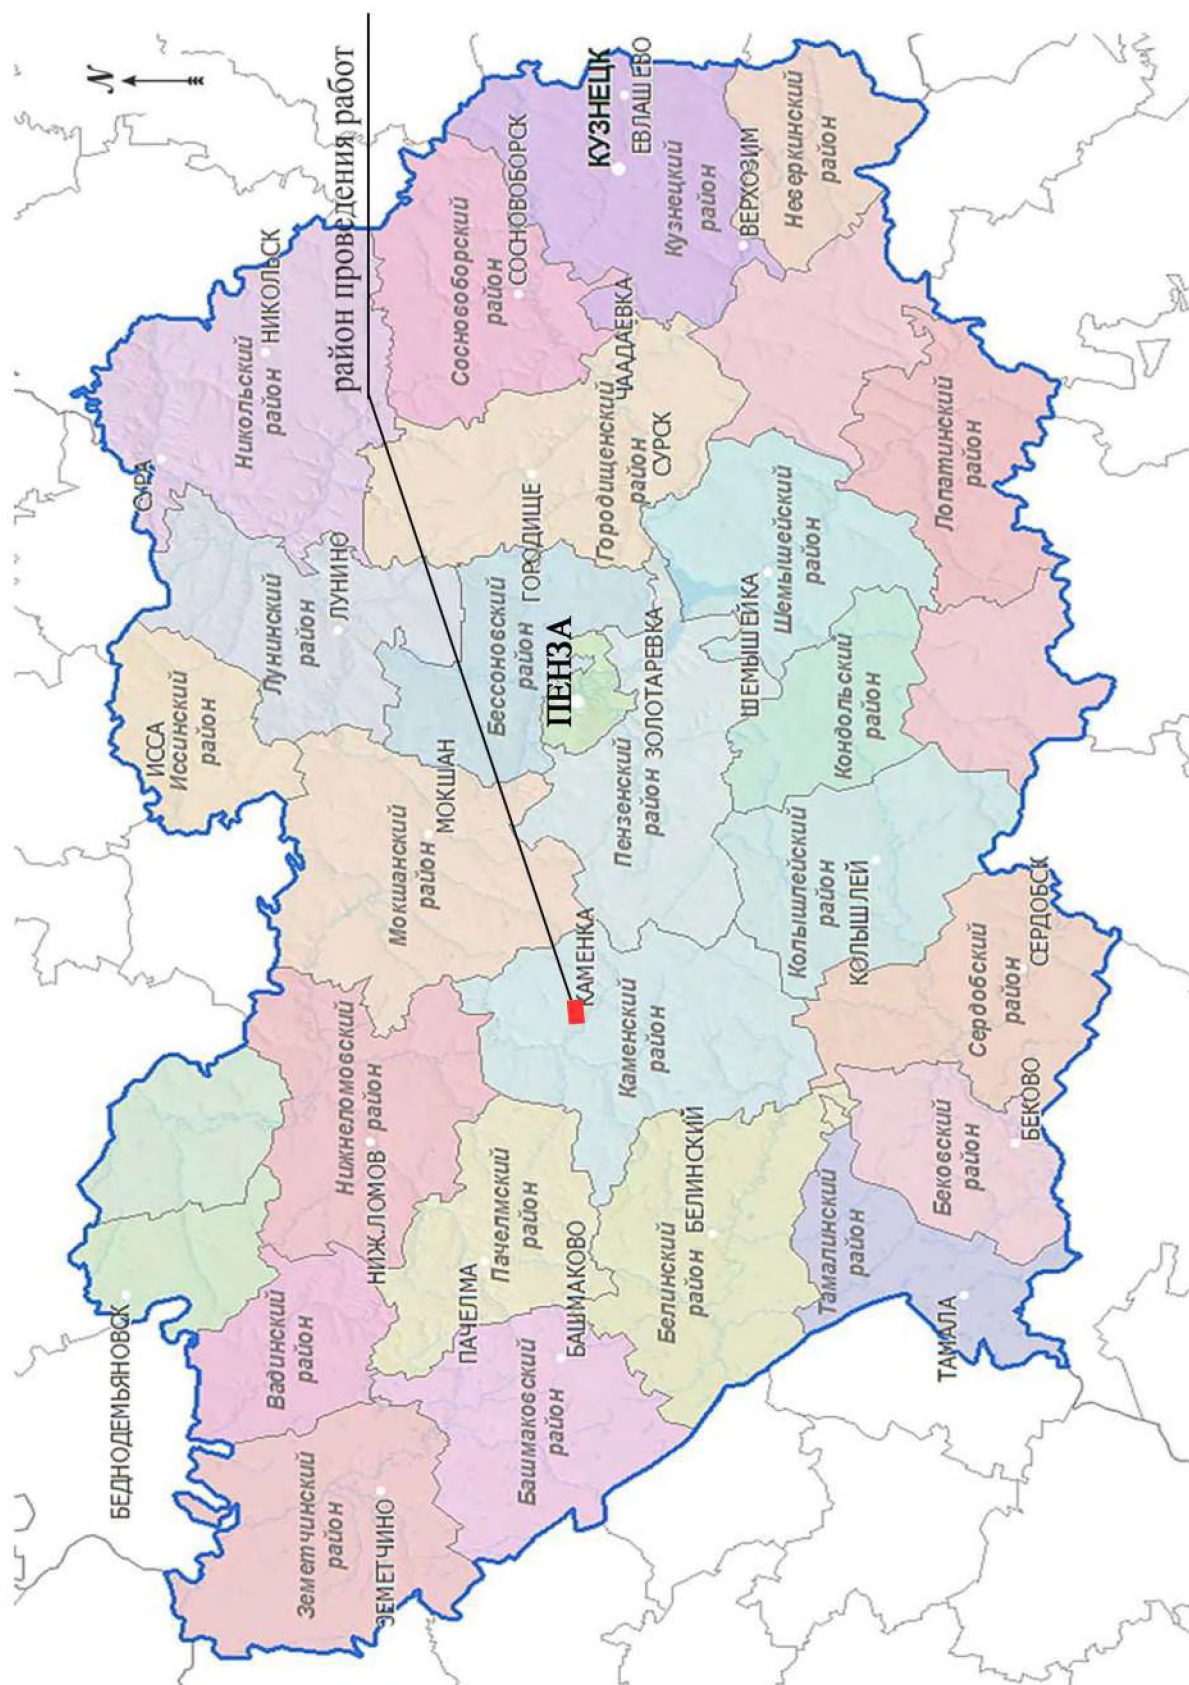 N
район проведения работ
БЕДНОДЕМЬЯНОВСК
ИССА
Иссинский
район
СУРА
Никольский
район
НИКОЛЬСК
Лунинский
район
ЛУНИНО
Земетчинский
район
ЗЕМЕТЧИНО
Вадинский
район
Нижнеломовский
район
НИЖ.ЛОМОВ
Мокшанский
район
МОКШАН
Бессоновский
район
ГОРОДИЩЕ
Городищенский
район
СУРСК
ЧААДАЕВКА
Сосновоборский
район
СОСНОВОБОРСК
КУЗНЕЦК
ЕВЛАШЕВО
Кузнецкий
район
ВЕРХОЗИМ
Неверкинский
район
ПАЧЕЛМА
Пачелмский
район
Башмаковский
район
БАШМАКОВО
КАМЕНКА
Каменский
район
ПЕНЗА
Пензенский
район
ЗОЛОТАРЕВКА
ШЕМЫШЕЙКА
Шемышейский
район
Белинский
район
БЕЛИНСКИЙ
Тамалинский
район
ТАМАЛА
Бековский
район
БЕКОВО
Сердобский
район
СЕРДОБСК
Колышлейский
район
КОЛЫШЛЕЙ
Кондольский
район
Лопатинский
район